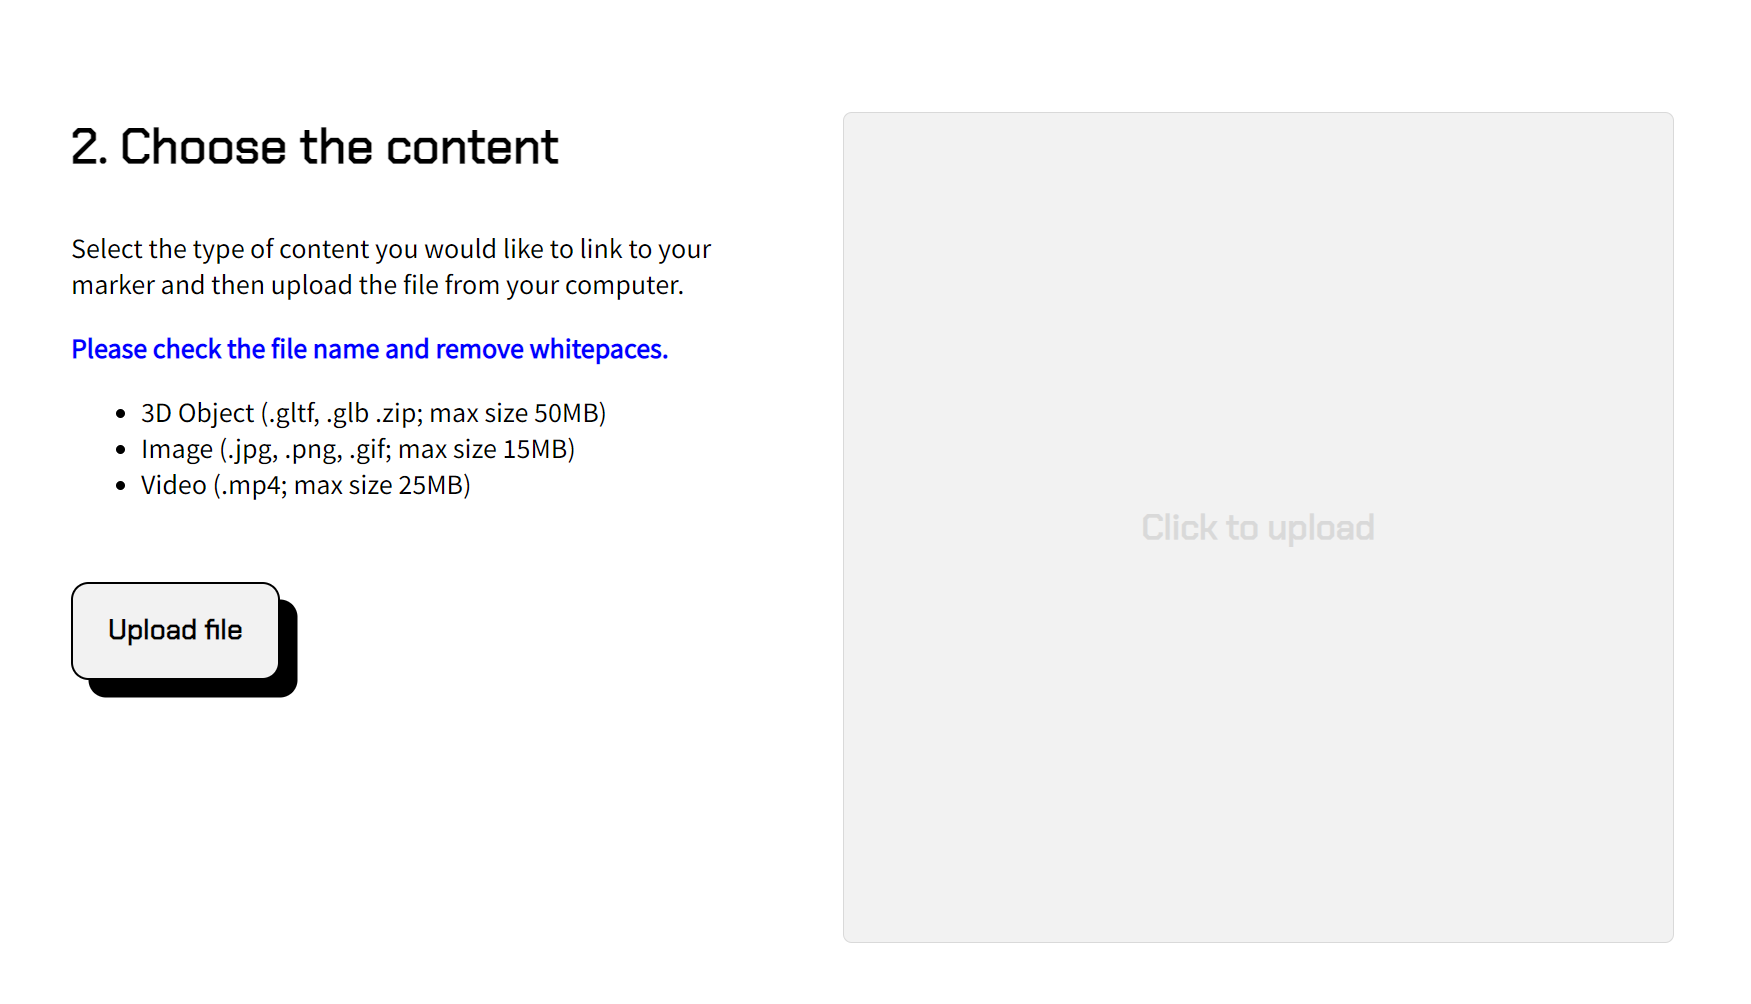 2. Choose the content
Select the type of content you would like to link to your
marker and then upload the file from your computer.
Please check the file name and remove whitepaces.
• 3D Object (.gltf, .glb .zip; max size 50MB)
• Image (.jpg, .png, .gif; max size 15MB)
• Video (.mp4; max size 25MB)
Upload file
Click to upload